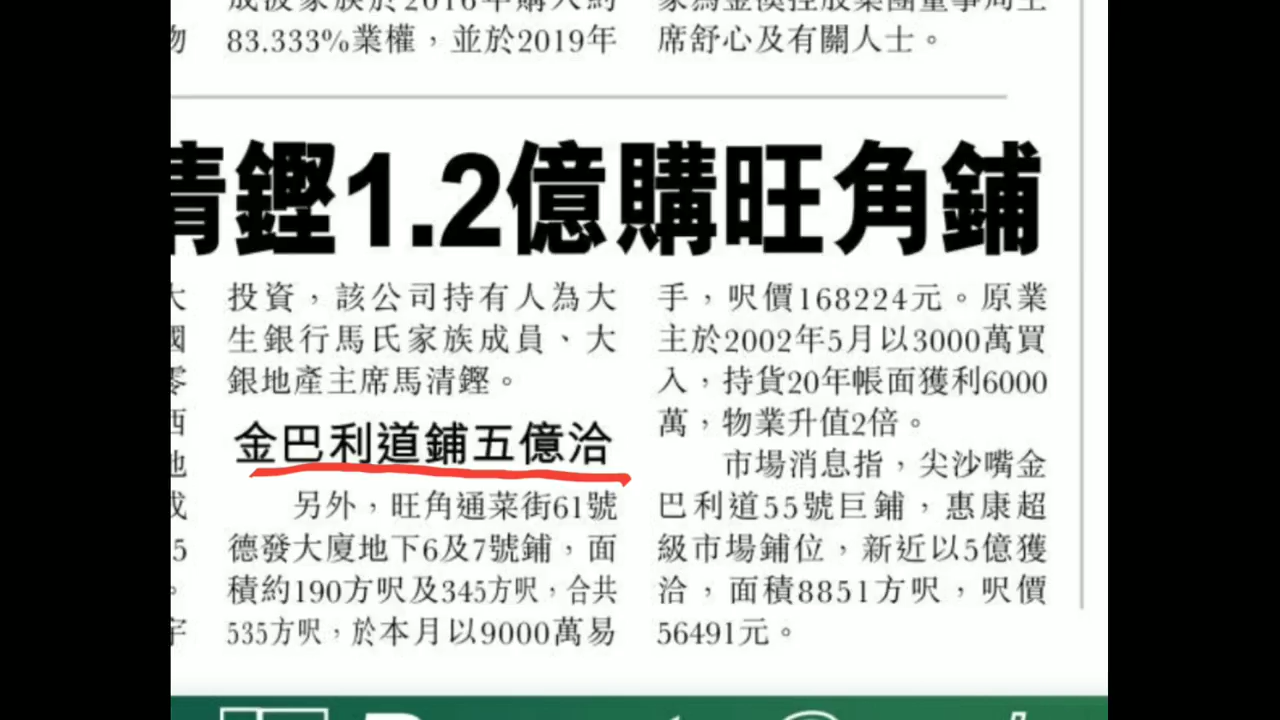 83.333%業權，並於2019年
席舒心及有關人士。
清鏗1.2億購旺角鋪
投資，該公司持有人為大
生銀行馬氏家族成員、大
銀地產主席馬清鏗。
金巴利道鋪五億洽
另外，旺角通菜街61號
德發大廈地下6及7號鋪，面
積約190方呎及345方呎，合共
535方呎，於本月以9000萬易
手，呎價168224元。原業
主於2002年5月以3000萬買
入，持貨20年帳面獲利6000
萬，物業升值2倍。
市場消息指，尖沙嘴金
巴利道55號巨鋪，惠康超
級市場鋪位，新近以5億獲
洽，面積8851方呎，呎價
56491元。